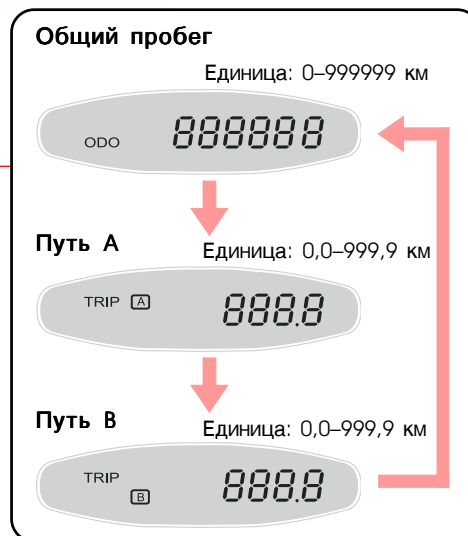 Общий пробег
Единица: 0–999999 км
ODO 888888
Путь A
Единица: 0,0–999,9 км
TRIP A 888.8
Путь B
Единица: 0,0–999,9 км
TRIP B 888.8